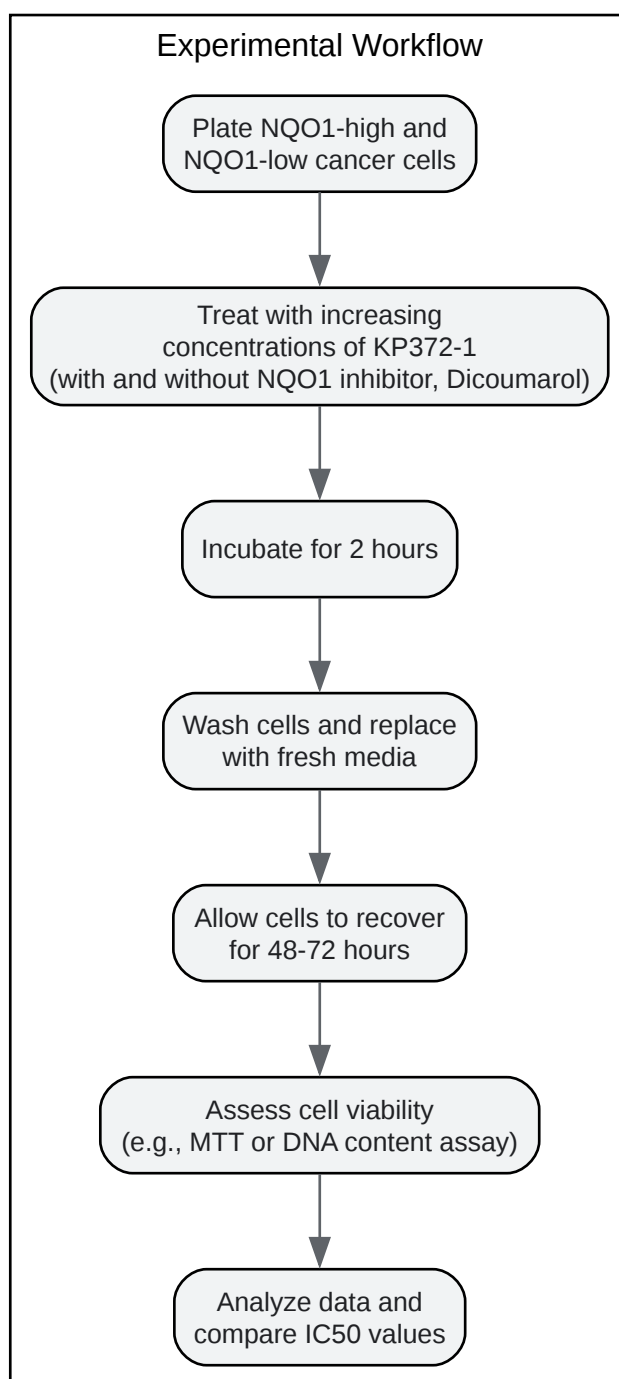 Experimental Workflow
Plate NQO1-high and
NQO1-low cancer cells
Treat with increasing
concentrations of KP372-1
(with and without NQO1 inhibitor, Dicoumarol)
Incubate for 2 hours
Wash cells and replace
with fresh media
Allow cells to recover
for 48-72 hours
Assess cell viability
(e.g., MTT or DNA content assay)
Analyze data and
compare IC50 values